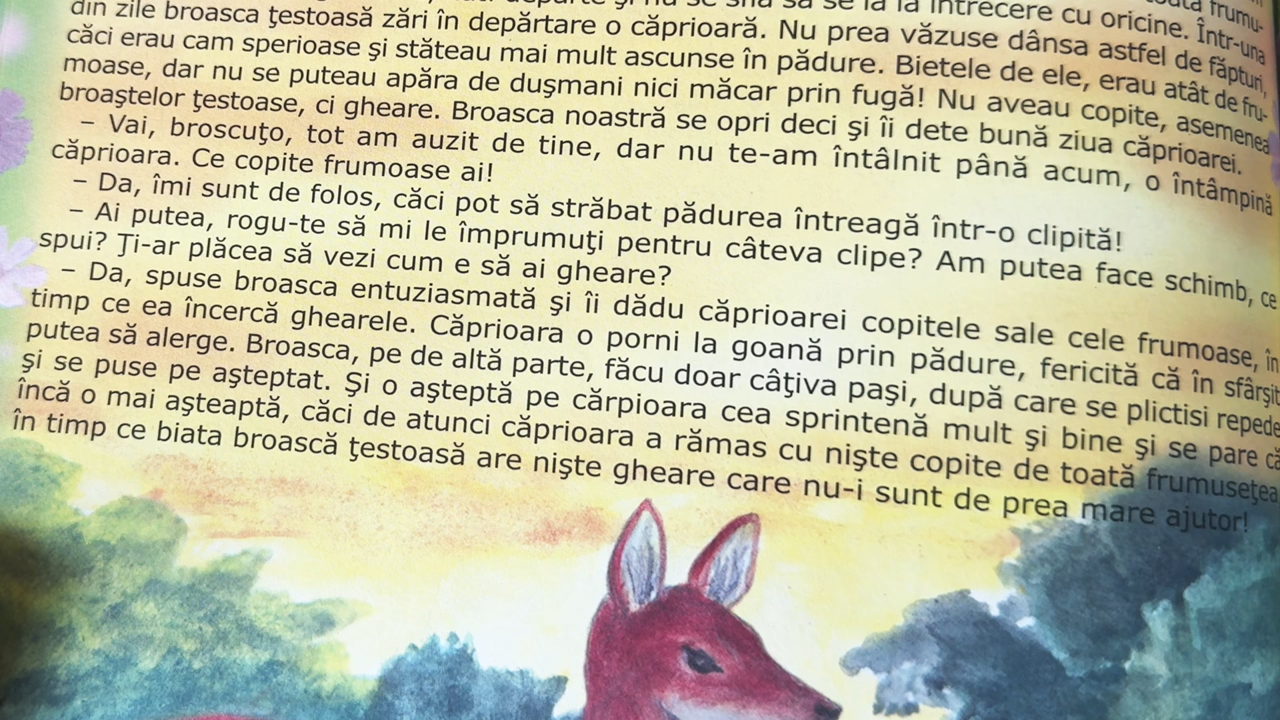 se ia la întrecere cu oricine. Într-una
din zile broasca ţestoasă zări în depărtare o căprioară. Nu prea văzuse dânsa astfel de făpturi,
căci erau cam sperioase şi stăteau mai mult ascunse în pădure. Bietele de ele, erau atât de fru-
moase, dar nu se puteau apăra de duşmani nici măcar prin fugă! Nu aveau copite, asemenea
broaştelor ţestoase, ci gheare. Broasca noastră se opri deci şi îi dete bună ziua căprioarei.
– Vai, broscuţo, tot am auzit de tine, dar nu te-am întâlnit până acum, o întâmpină
căprioara. Ce copite frumoase ai!
– Da, îmi sunt de folos, căci pot să străbat pădurea întreagă într-o clipită!
– Ai putea, rogu-te să mi le împrumuţi pentru câteva clipe? Am putea face schimb, ce
spui? Ţi-ar plăcea să vezi cum e să ai gheare?
– Da, spuse broasca entuziasmată şi îi dădu căprioarei copitele sale cele frumoase, în
timp ce ea încercă ghearele. Căprioara o porni la goană prin pădure, fericită că în sfârşit
putea să alerge. Broasca, pe de altă parte, făcu doar câţiva paşi, după care se plictisi repede
şi se puse pe aşteptat. Şi o aşteptă pe cărpioara cea sprintenă mult şi bine şi se pare că
încă o mai aşteaptă, căci de atunci căprioara a rămas cu nişte copite de toată frumuseţea
în timp ce biata broască ţestoasă are nişte gheare care nu-i sunt de prea mare ajutor!